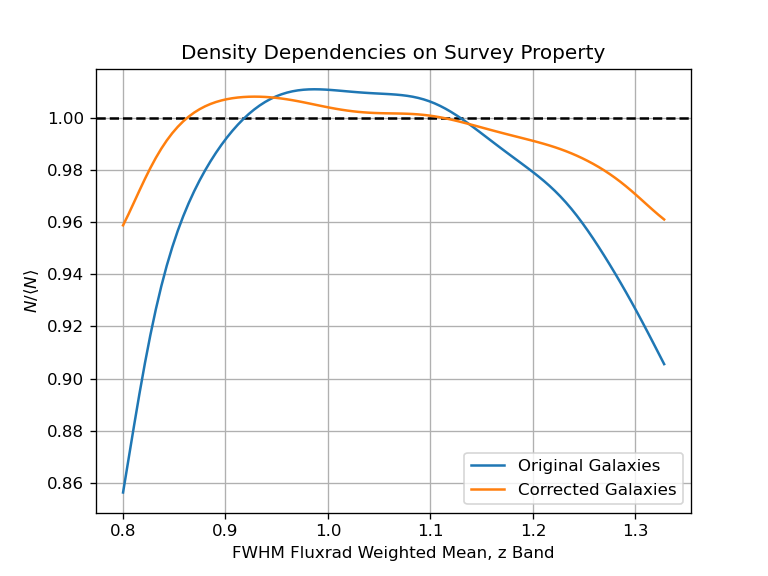 Density Dependencies on Survey Property
N/⟨N⟩
1.00
0.98
0.96
0.94
0.92
0.90
0.88
0.86
0.8
0.9
1.0
1.1
1.2
1.3
Original Galaxies
Corrected Galaxies
FWHM Fluxrad Weighted Mean, z Band